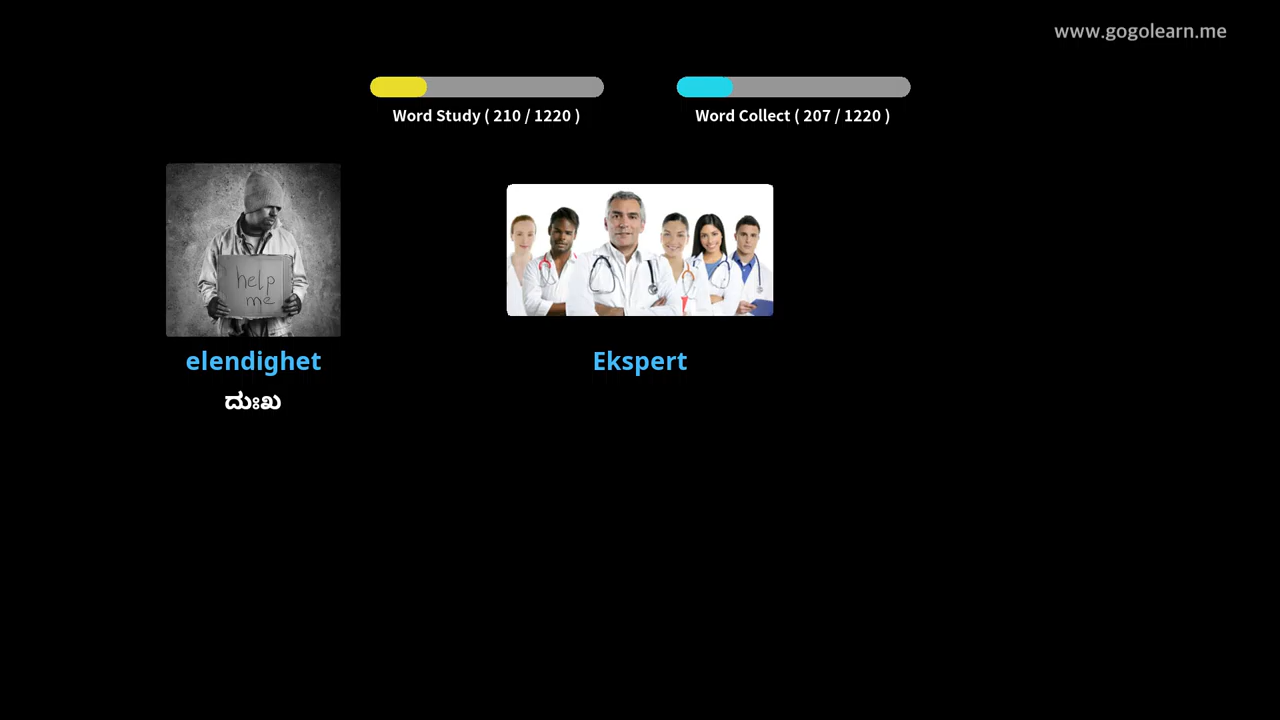 www.gogolearn.me
Word Study ( 210 / 1220 )
Word Collect ( 207 / 1220 )
help
me
elendighet
Ekspert
ದುಃಖ